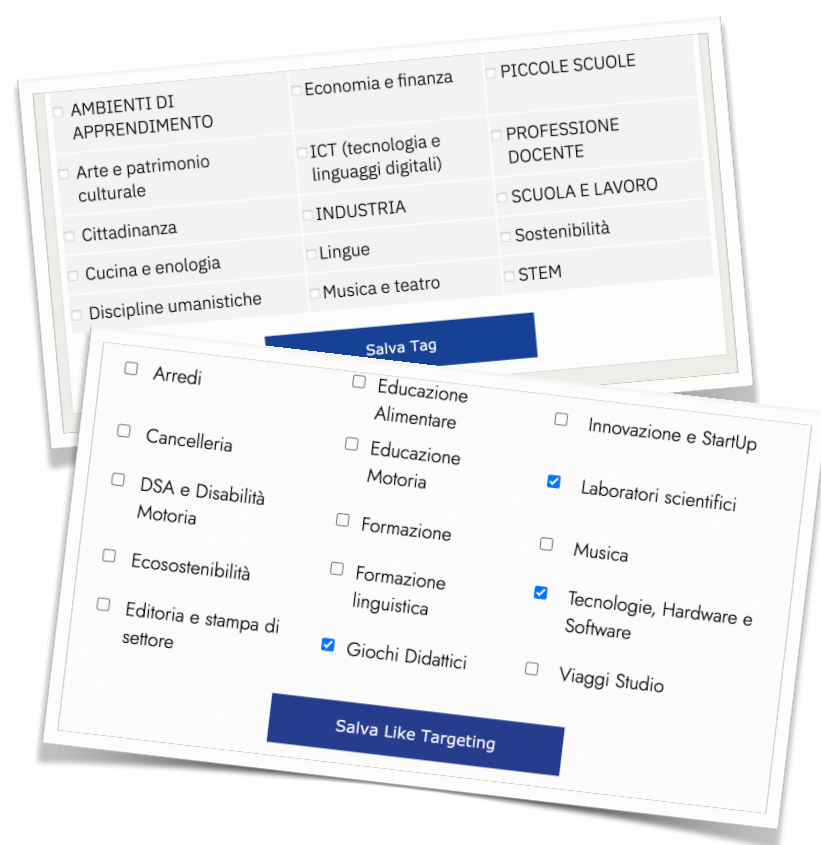 AMBIENTI DI
APPRENDIMENTO
Arte e patrimonio
culturale
Cittadinanza
Cucina e enologia
Discipline umanistiche
Economia e finanza
ICT (tecnologia e
linguaggi digitali)
INDUSTRIA
Lingue
Musica e teatro
PICCOLE SCUOLE
PROFESSIONE
DOCENTE
SCUOLA E LAVORO
Sostenibilità
STEM
Salva Tag
Arredi
Cancelleria
DSA e Disabilità
Motoria
Ecosostenibilità
Editoria e stampa di
settore
Educazione
Alimentare
Educazione
Motoria
Formazione
Formazione
linguistica
Giochi Didattici
Innovazione e StartUp
Laboratori scientifici
Musica
Tecnologie, Hardware e
Software
Viaggi Studio
Salva Like Targeting